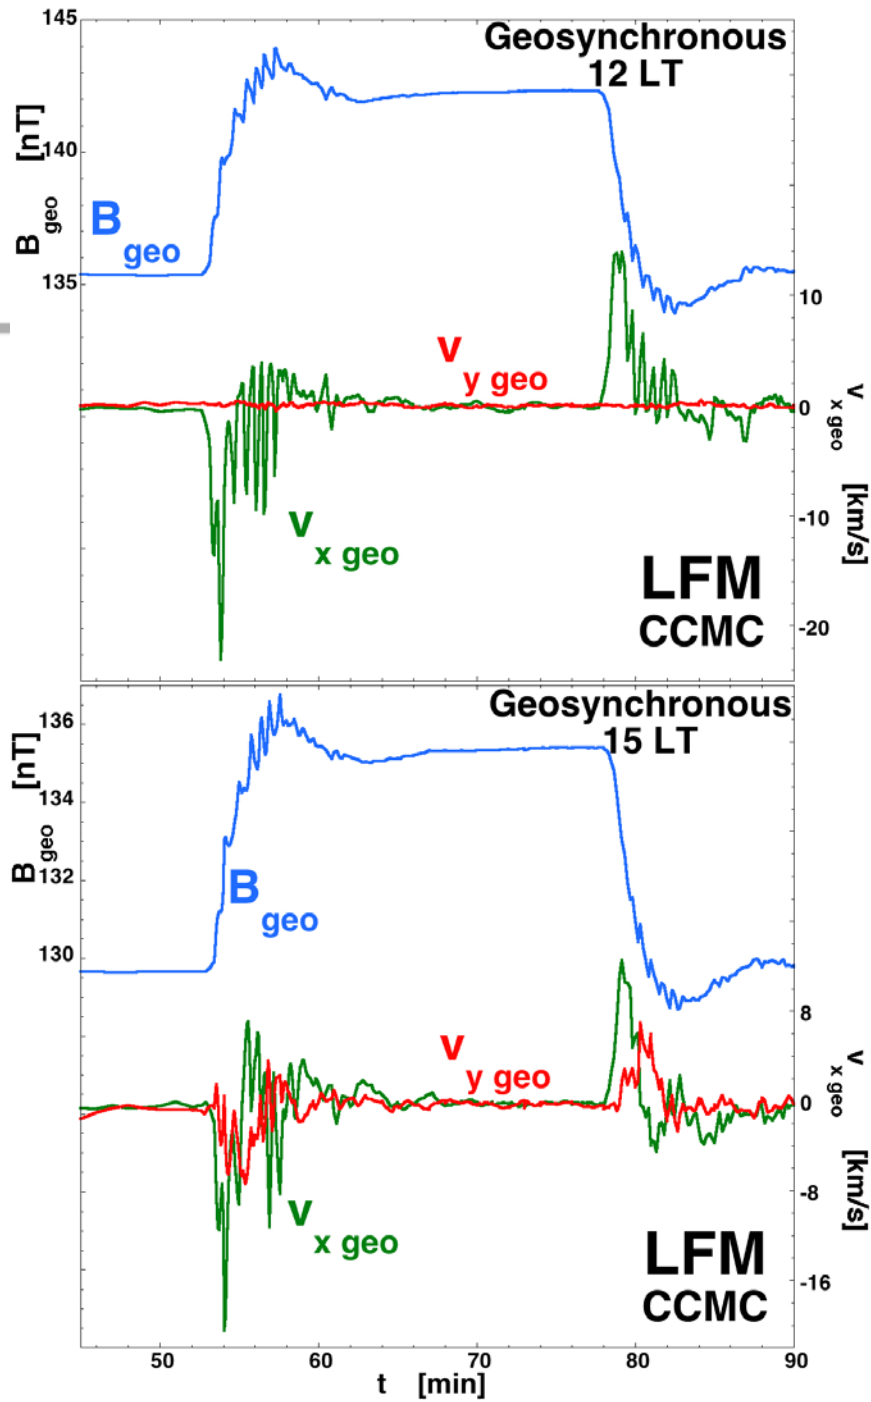 145
Geosynchronous
12 LT
B geo [nT]
140
B geo
135
10
v y geo
0
v x geo [km/s]
v x geo
-10
LFM
CCMC
-20
136
Geosynchronous
15 LT
B geo [nT]
134
132
B geo
130
8
v y geo
0
v x geo [km/s]
-8
v x geo
LFM
-16
CCMC
50 60 70 80 90
t [min]